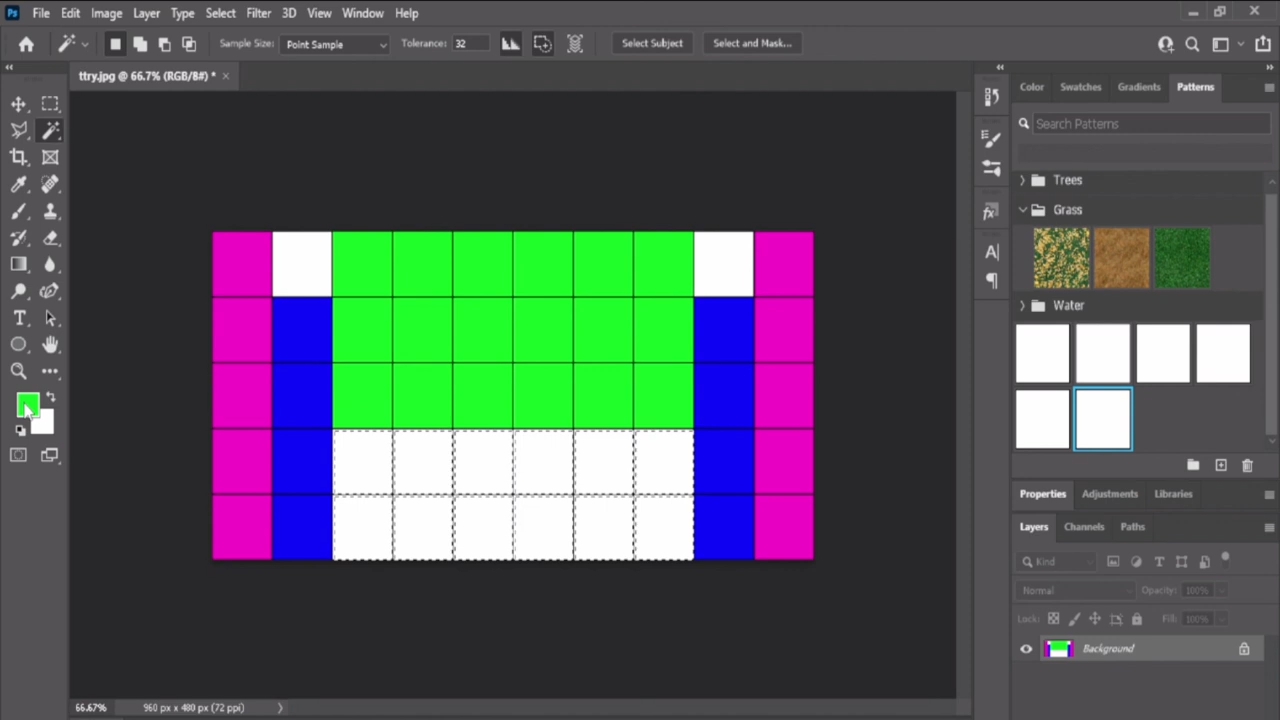 Ps File Edit Image Layer Type Select Filter 3D View Window Help
Sample Size: Point Sample Tolerance: 32 Select Subject Select and Mask...
ttry.jpg @ 66.7% (RGB/8#) * ×
Color Swatches Gradients Patterns
Search Patterns
Trees
Grass
Water
Properties Adjustments Libraries
Layers Channels Paths
Kind
Normal Opacity: 100%
Lock: Fill: 100%
Background
66.67% 960 px x 480 px (72 ppi)